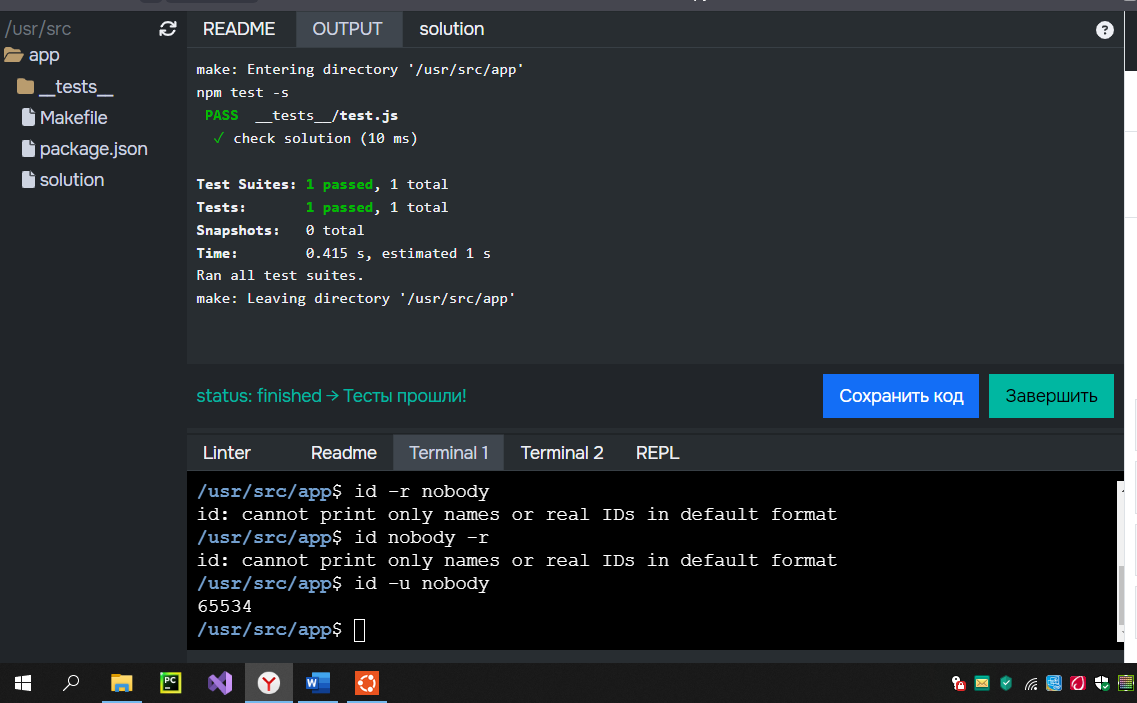 /usr/src
README OUTPUT solution
app
__tests__
Makefile
package.json
solution
make: Entering directory '/usr/src/app'
npm test -s
PASS __tests__/test.js
✓ check solution (10 ms)
Test Suites: 1 passed, 1 total
Tests: 1 passed, 1 total
Snapshots: 0 total
Time: 0.415 s, estimated 1 s
Ran all test suites.
make: Leaving directory '/usr/src/app'
status: finished → Тесты прошли!
Сохранить код
Завершить
Linter Readme Terminal 1 Terminal 2 REPL
/usr/src/app$ id -r nobody
id: cannot print only names or real IDs in default format
/usr/src/app$ id nobody -r
id: cannot print only names or real IDs in default format
/usr/src/app$ id -u nobody
65534
/usr/src/app$